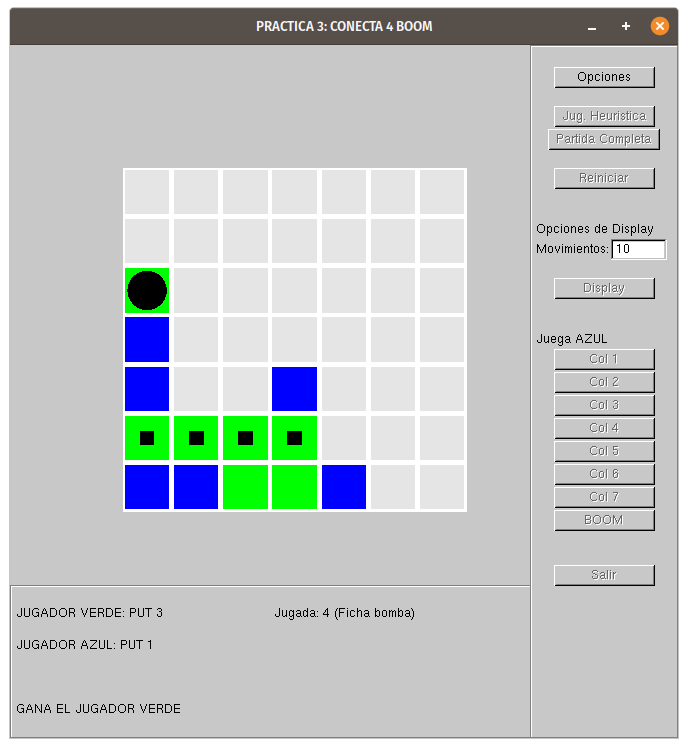 PRACTICA 3: CONECTA 4 BOOM
Opciones
Jug. Heuristica
Partida Completa
Reiniciar
Opciones de Display
Movimientos: 10
Display
Juega AZUL
Col 1
Col 2
Col 3
Col 4
Col 5
Col 6
Col 7
BOOM
Salir
JUGADOR VERDE: PUT 3 Jugada: 4 (Ficha bomba)
JUGADOR AZUL: PUT 1
GANA EL JUGADOR VERDE